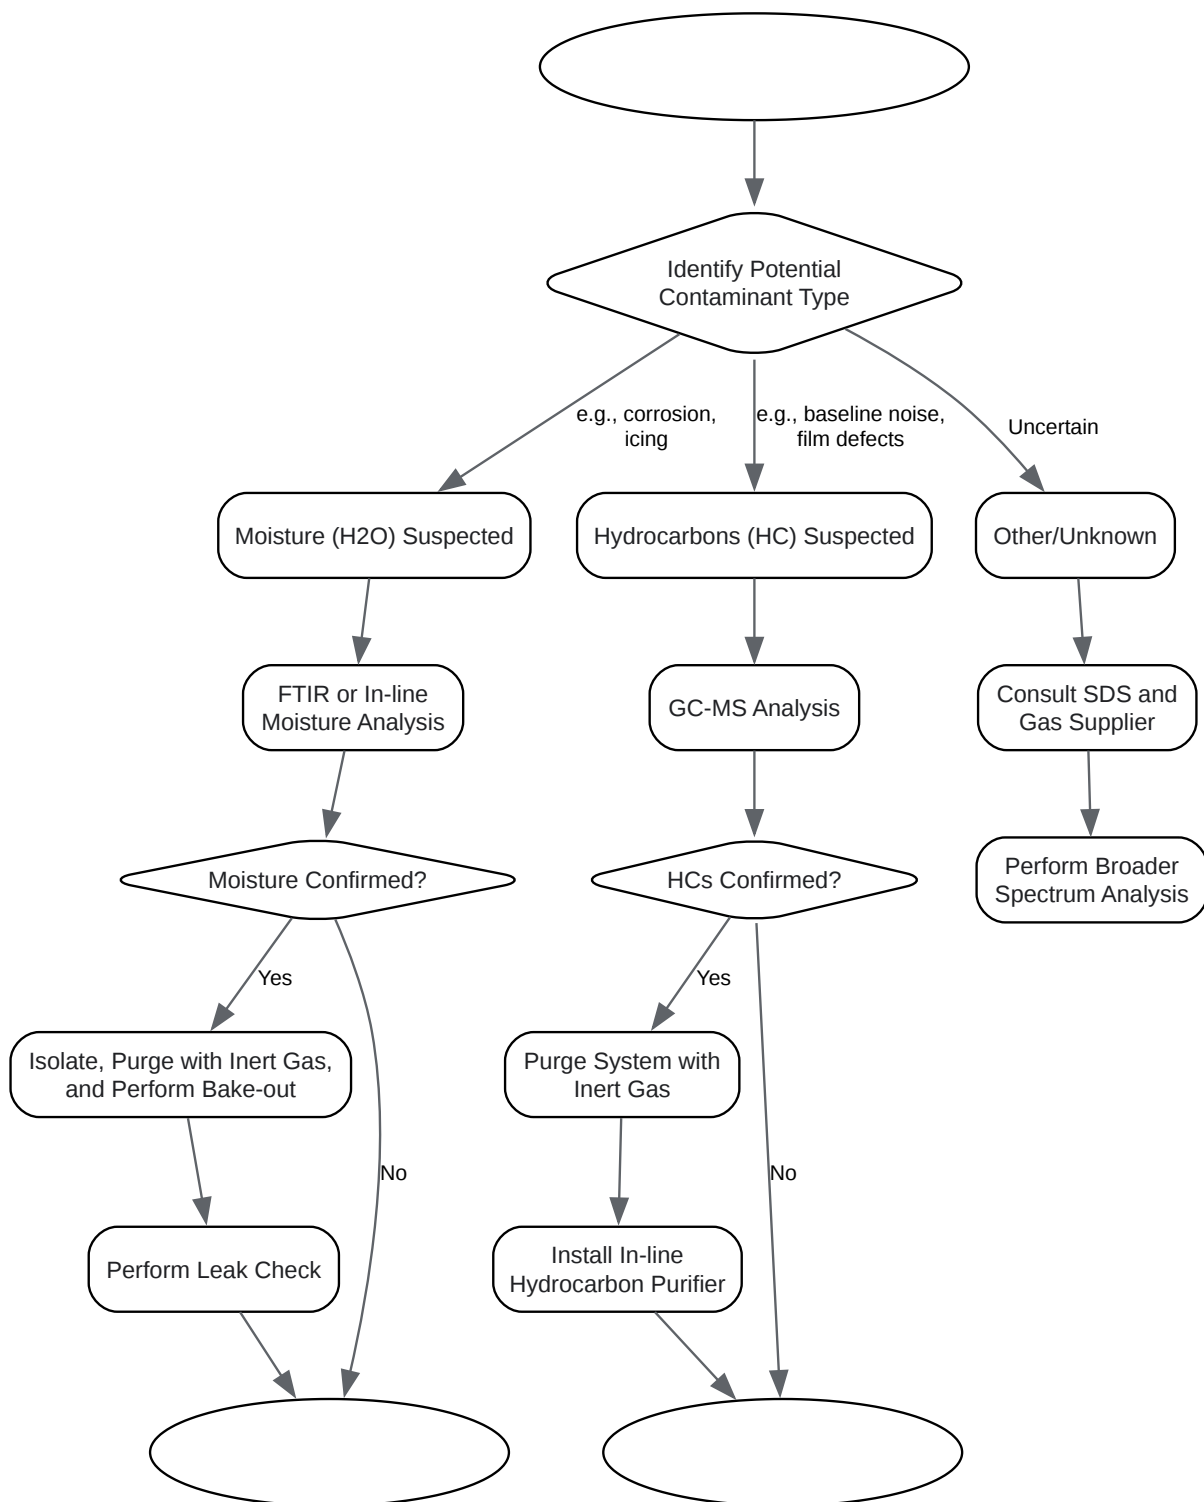 Identify Potential
Contaminant Type
e.g., corrosion,
icing
e.g., baseline noise,
film defects
Uncertain
Moisture (H2O) Suspected
Hydrocarbons (HC) Suspected
Other/Unknown
FTIR or In-line
Moisture Analysis
GC-MS Analysis
Consult SDS and
Gas Supplier
Moisture Confirmed?
HCs Confirmed?
Perform Broader
Spectrum Analysis
Yes
Yes
Isolate, Purge with Inert Gas,
and Perform Bake-out
Purge System with
Inert Gas
No
No
Perform Leak Check
Install In-line
Hydrocarbon Purifier